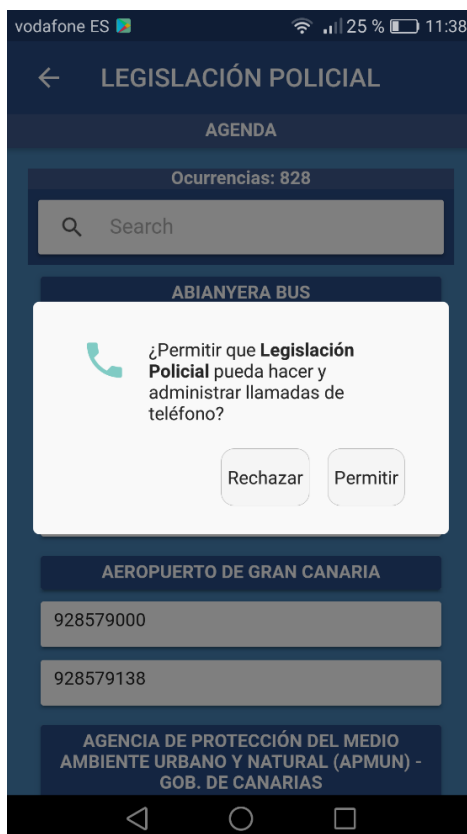 vodafone ES 25 % 11:38
LEGISLACIÓN POLICIAL
AGENDA
Ocurrencias: 828
Search
ABIANYERA BUS
¿Permitir que Legislación
Policial pueda hacer y
administrar llamadas de
teléfono?
Rechazar Permitir
AEROPUERTO DE GRAN CANARIA
928579000
928579138
AGENCIA DE PROTECCIÓN DEL MEDIO
AMBIENTE URBANO Y NATURAL (APMUN) -
GOB. DE CANARIAS